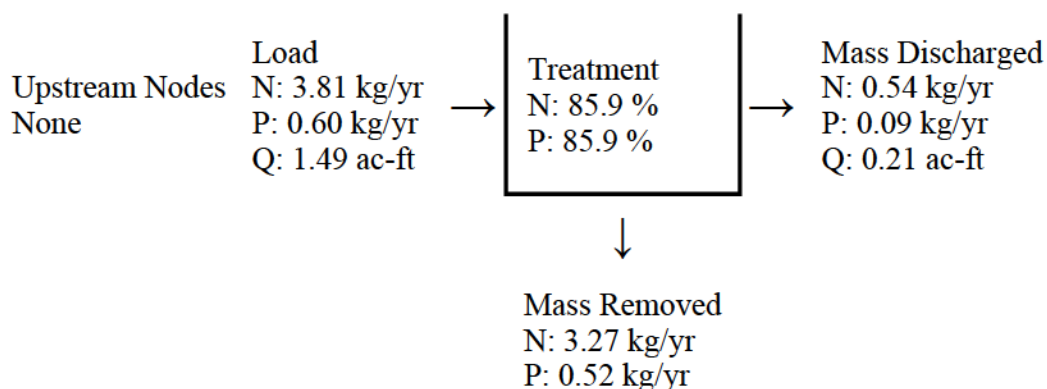 Upstream Nodes
None
Load
N: 3.81 kg/yr
P: 0.60 kg/yr
Q: 1.49 ac-ft
→
Treatment
N: 85.9 %
P: 85.9 %
→
Mass Discharged
N: 0.54 kg/yr
P: 0.09 kg/yr
Q: 0.21 ac-ft
↓
Mass Removed
N: 3.27 kg/yr
P: 0.52 kg/yr